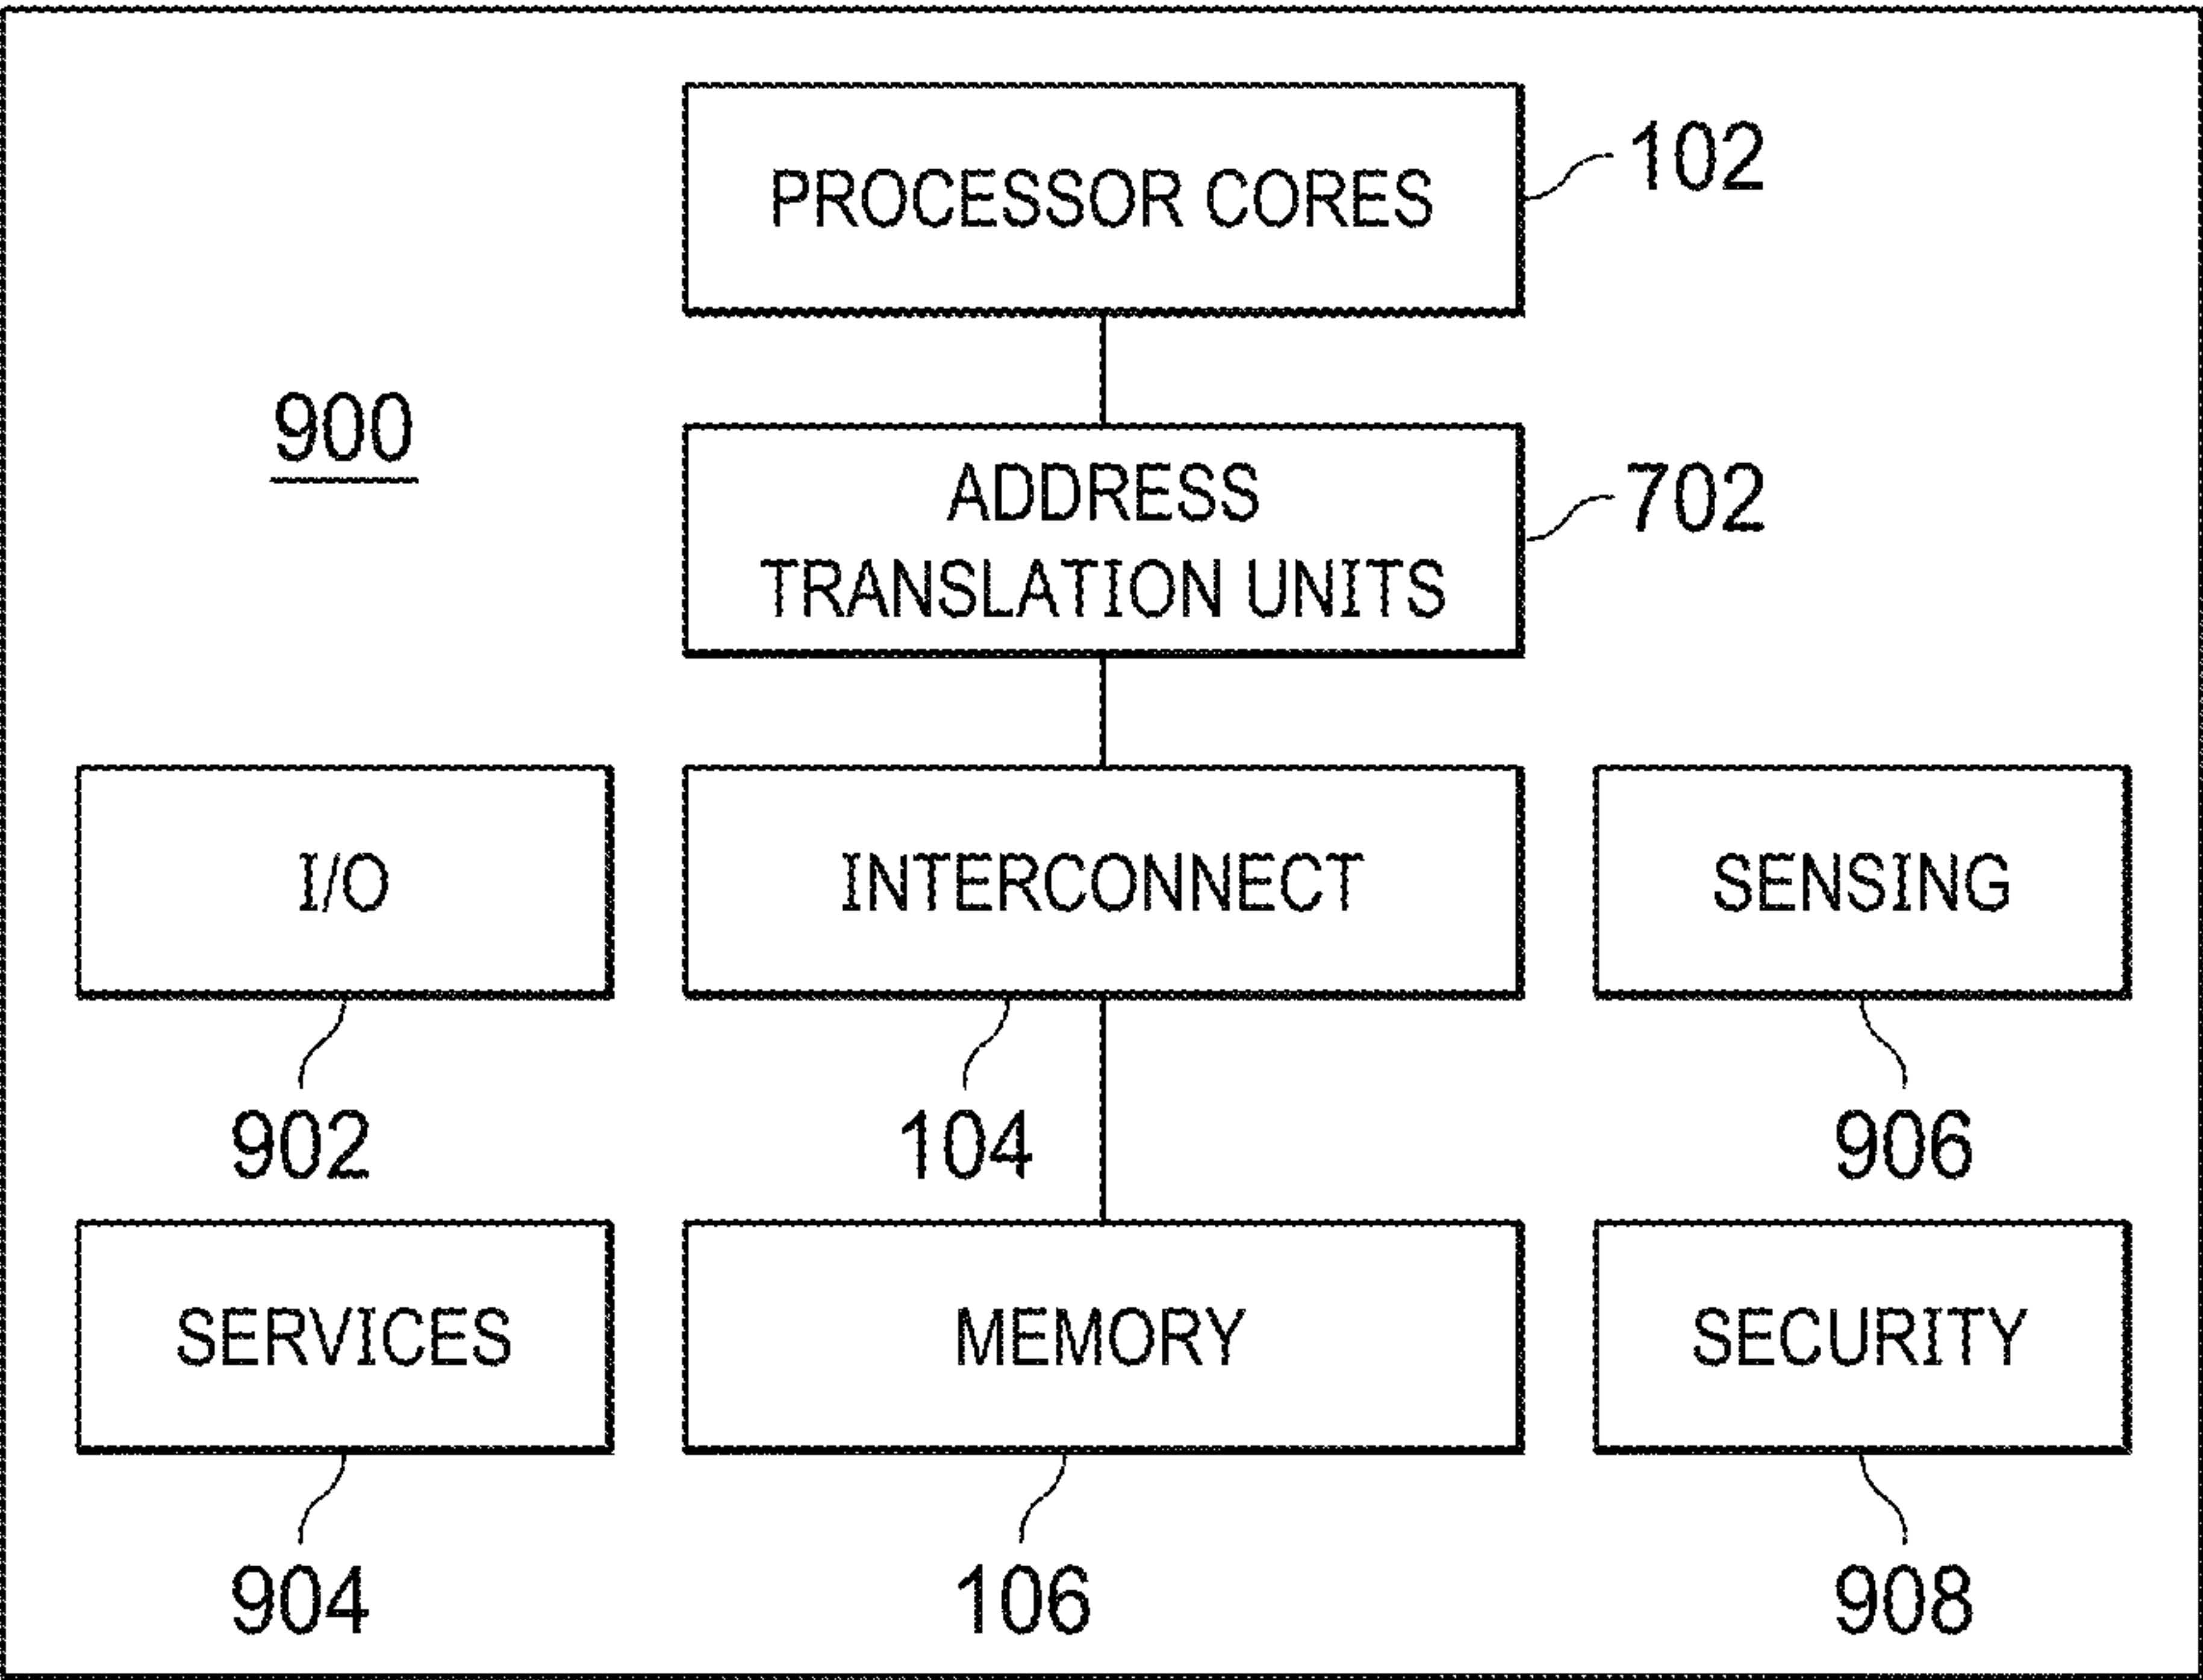 PROCESSOR CORES
102
900
ADDRESS
TRANSLATION UNITS
702
I/O
INTERCONNECT
SENSING
902
104
906
SERVICES
MEMORY
SECURITY
904
106
908